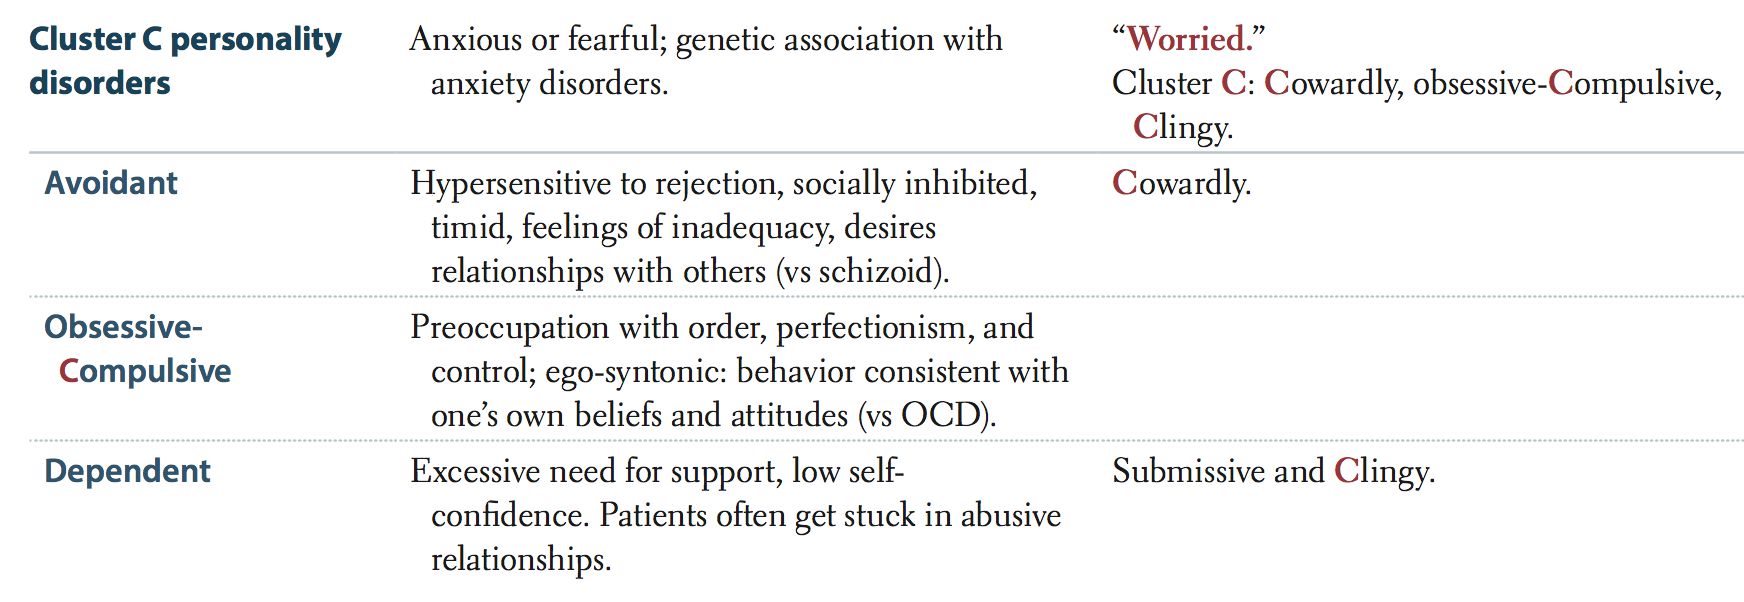 Cluster C personality
disorders
Anxious or fearful; genetic association with
anxiety disorders.
“Worried.”
Cluster C: Cowardly, obsessive-Compulsive,
Clingy.
Avoidant
Hypersensitive to rejection, socially inhibited,
timid, feelings of inadequacy, desires
relationships with others (vs schizoid).
Cowardly.
Obsessive-
Compulsive
Preoccupation with order, perfectionism, and
control; ego-syntonic: behavior consistent with
one’s own beliefs and attitudes (vs OCD).
Dependent
Excessive need for support, low self-
confidence. Patients often get stuck in abusive
relationships.
Submissive and Clingy.